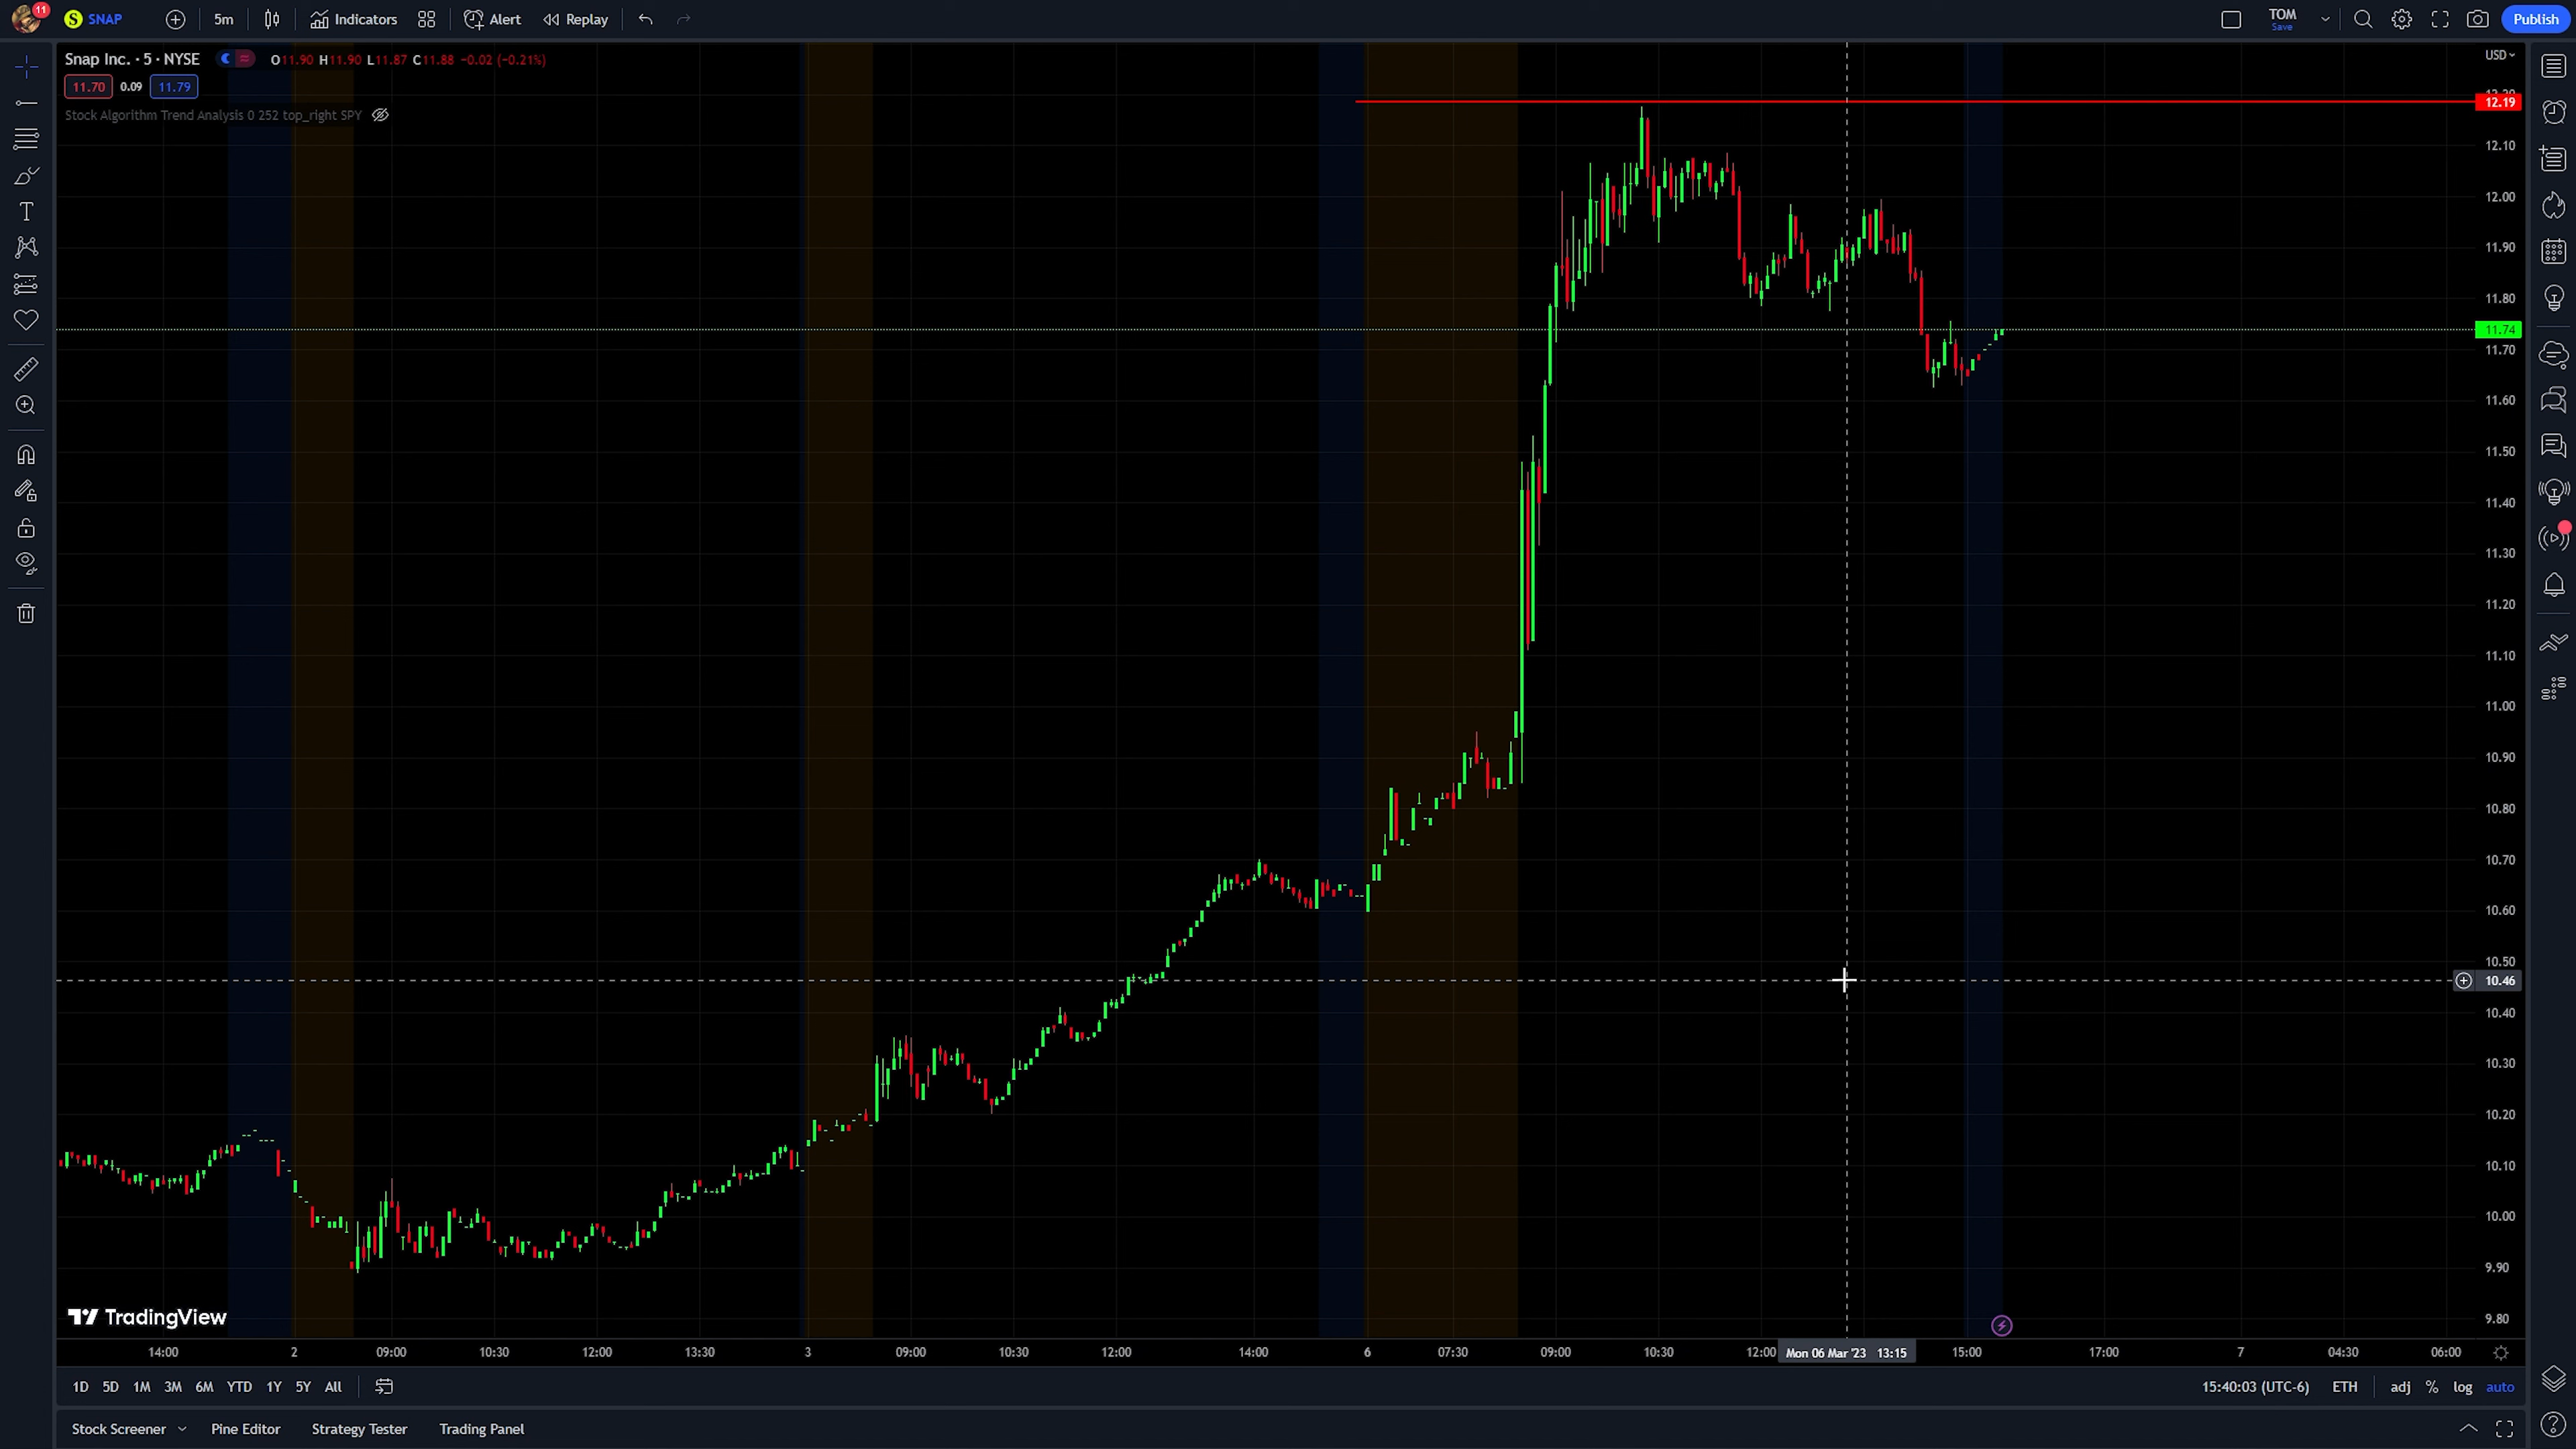 11
SNAP
5m
Indicators
Alert
Replay
TOM
Save
Publish
Snap Inc. · 5 · NYSE
O11.90 H11.90 L11.87 C11.88 -0.02 (-0.21%)
11.70 0.09 11.79
Stock Algorithm Trend Analysis 0 252 top_right SPY
USD
12.19
12.10
12.00
11.90
11.80
11.74
11.70
11.60
11.50
11.40
11.30
11.20
11.10
11.00
10.90
10.80
10.70
10.60
10.50
10.46
10.40
10.30
10.20
10.10
10.00
9.90
9.80
TradingView
14:00 2 09:00 10:30 12:00 13:30 3 09:00 10:30 12:00 14:00 6 07:30 09:00 10:30 12:00 Mon 06 Mar '23 13:15 15:00 17:00 7 04:30 06:00
1D 5D 1M 3M 6M YTD 1Y 5Y All
15:40:03 (UTC-6) ETH adj % log auto
Stock Screener Pine Editor Strategy Tester Trading Panel